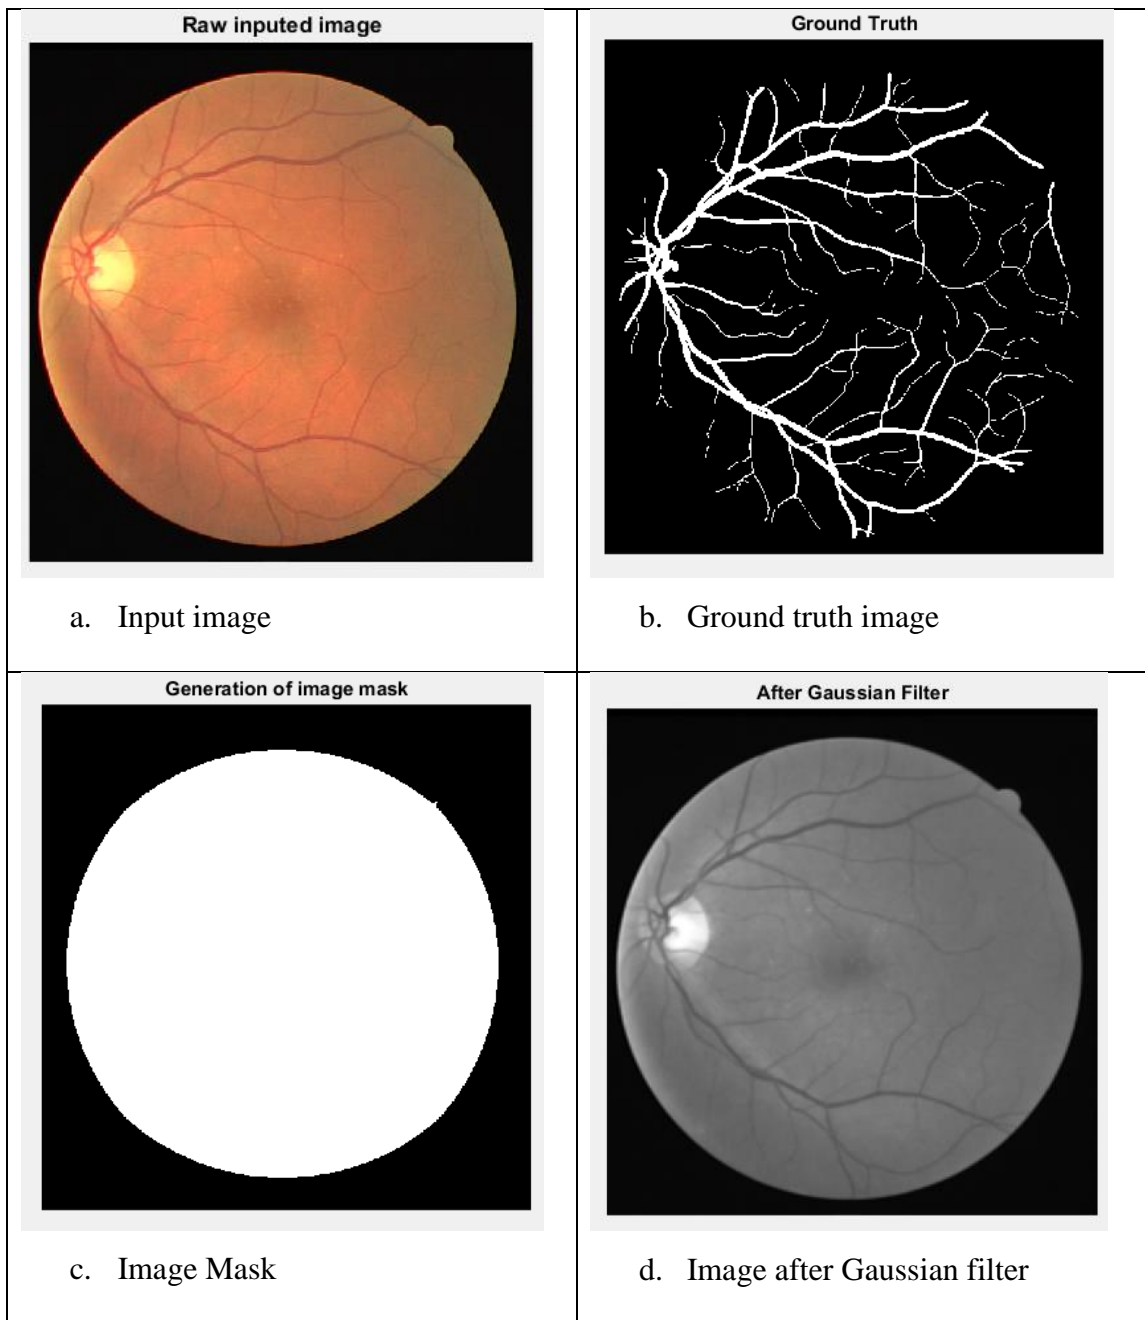 Raw inputed image
Ground Truth
a. Input image
b. Ground truth image
Generation of image mask
After Gaussian Filter
c. Image Mask
d. Image after Gaussian filter